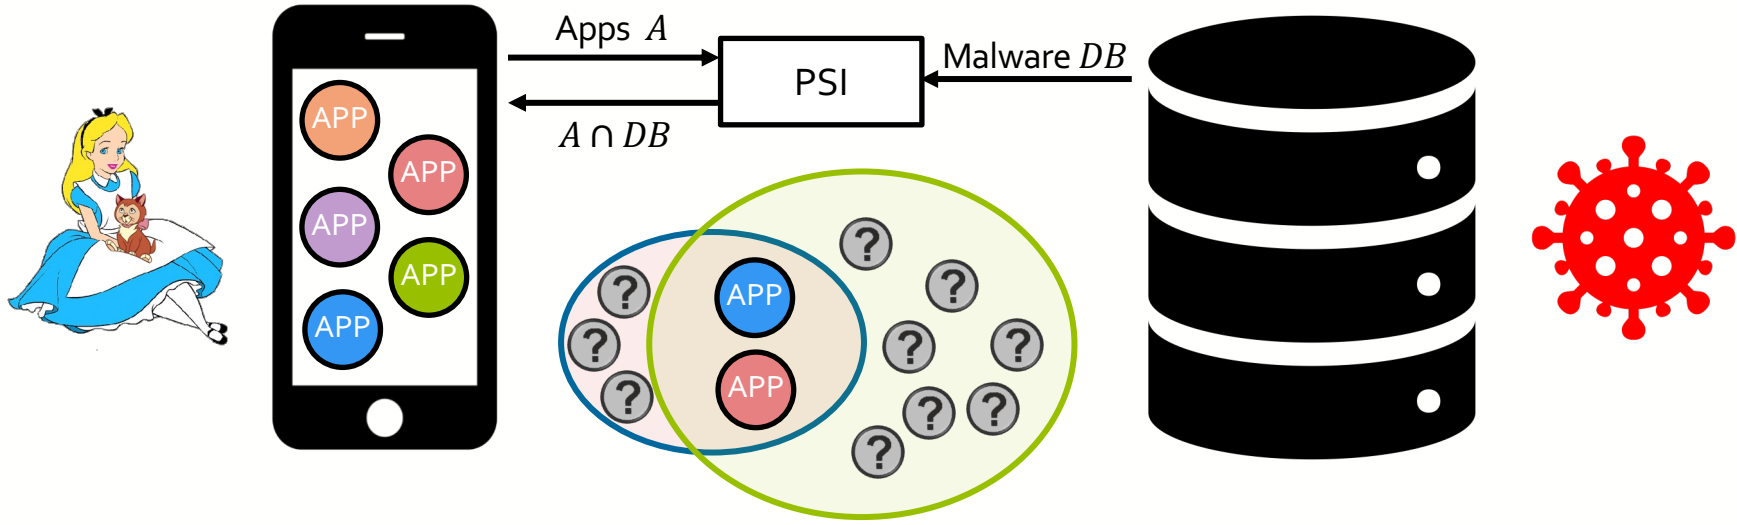 Apps A
PSI
Malware DB
A ∩ DB
APP
APP
APP
APP
APP
?
?
?
APP
APP
?
?
?
?
?
?
?